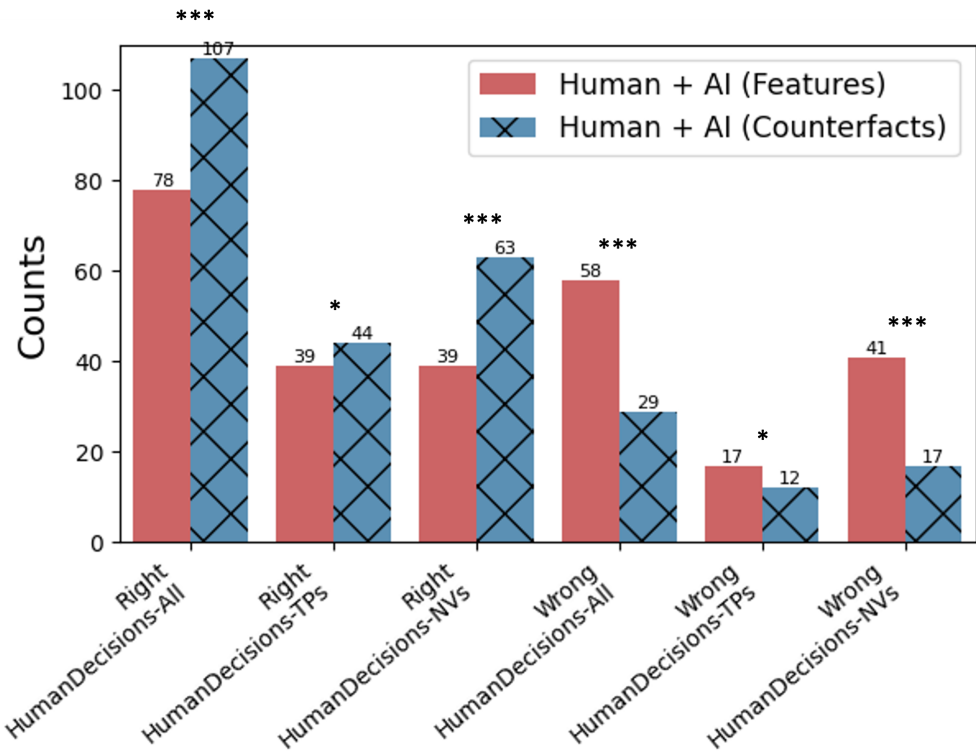 ***
107
100
Human + AI (Features)
Human + AI (Counterfacts)
80
78
***
63
***
60
58
*
44
***
41
40
39
39
29
*
20
17
12
17
0
Counts
Right
HumanDecisions-All
Right
HumanDecisions-TPs
Right
HumanDecisions-NVs
Wrong
HumanDecisions-All
Wrong
HumanDecisions-TPs
Wrong
HumanDecisions-NVs